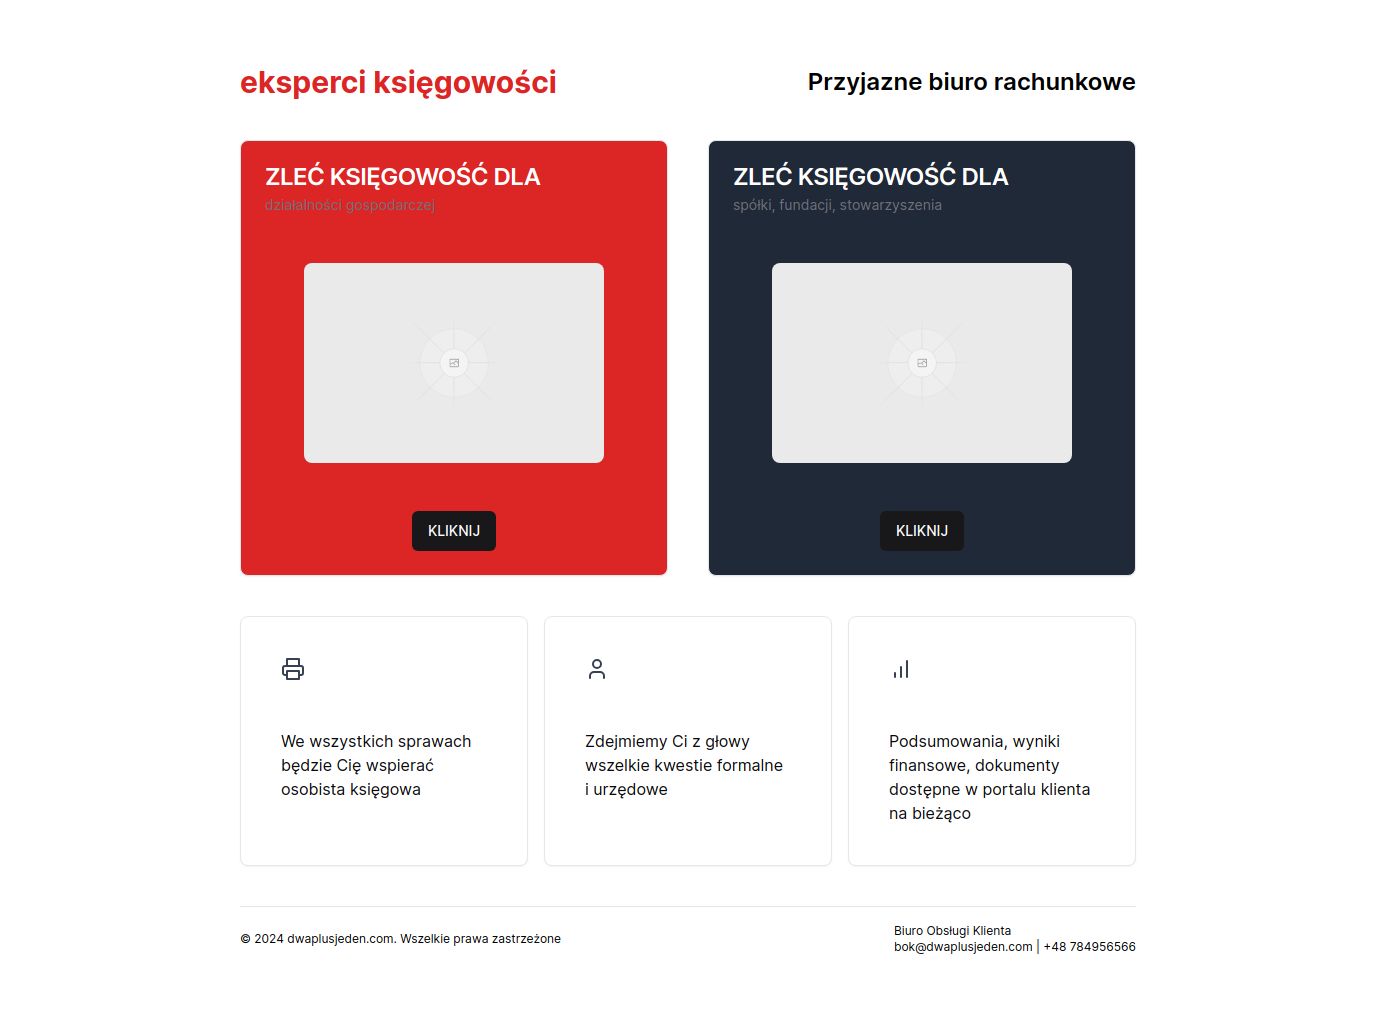 eksperci księgowości
Przyjazne biuro rachunkowe
ZLEĆ KSIĘGOWOŚĆ DLA
działalności gospodarczej
KLIKNIJ
ZLEĆ KSIĘGOWOŚĆ DLA
spółki, fundacji, stowarzyszenia
KLIKNIJ
We wszystkich sprawach
będzie Cię wspierać
osobista księgowa
Zdejmiemy Ci z głowy
wszelkie kwestie formalne
i urzędowe
Podsumowania, wyniki
finansowe, dokumenty
dostępne w portalu klienta
na bieżąco
© 2024 dwaplusjeden.com. Wszelkie prawa zastrzeżone
Biuro Obsługi Klienta
bok@dwaplusjeden.com | +48 784956566